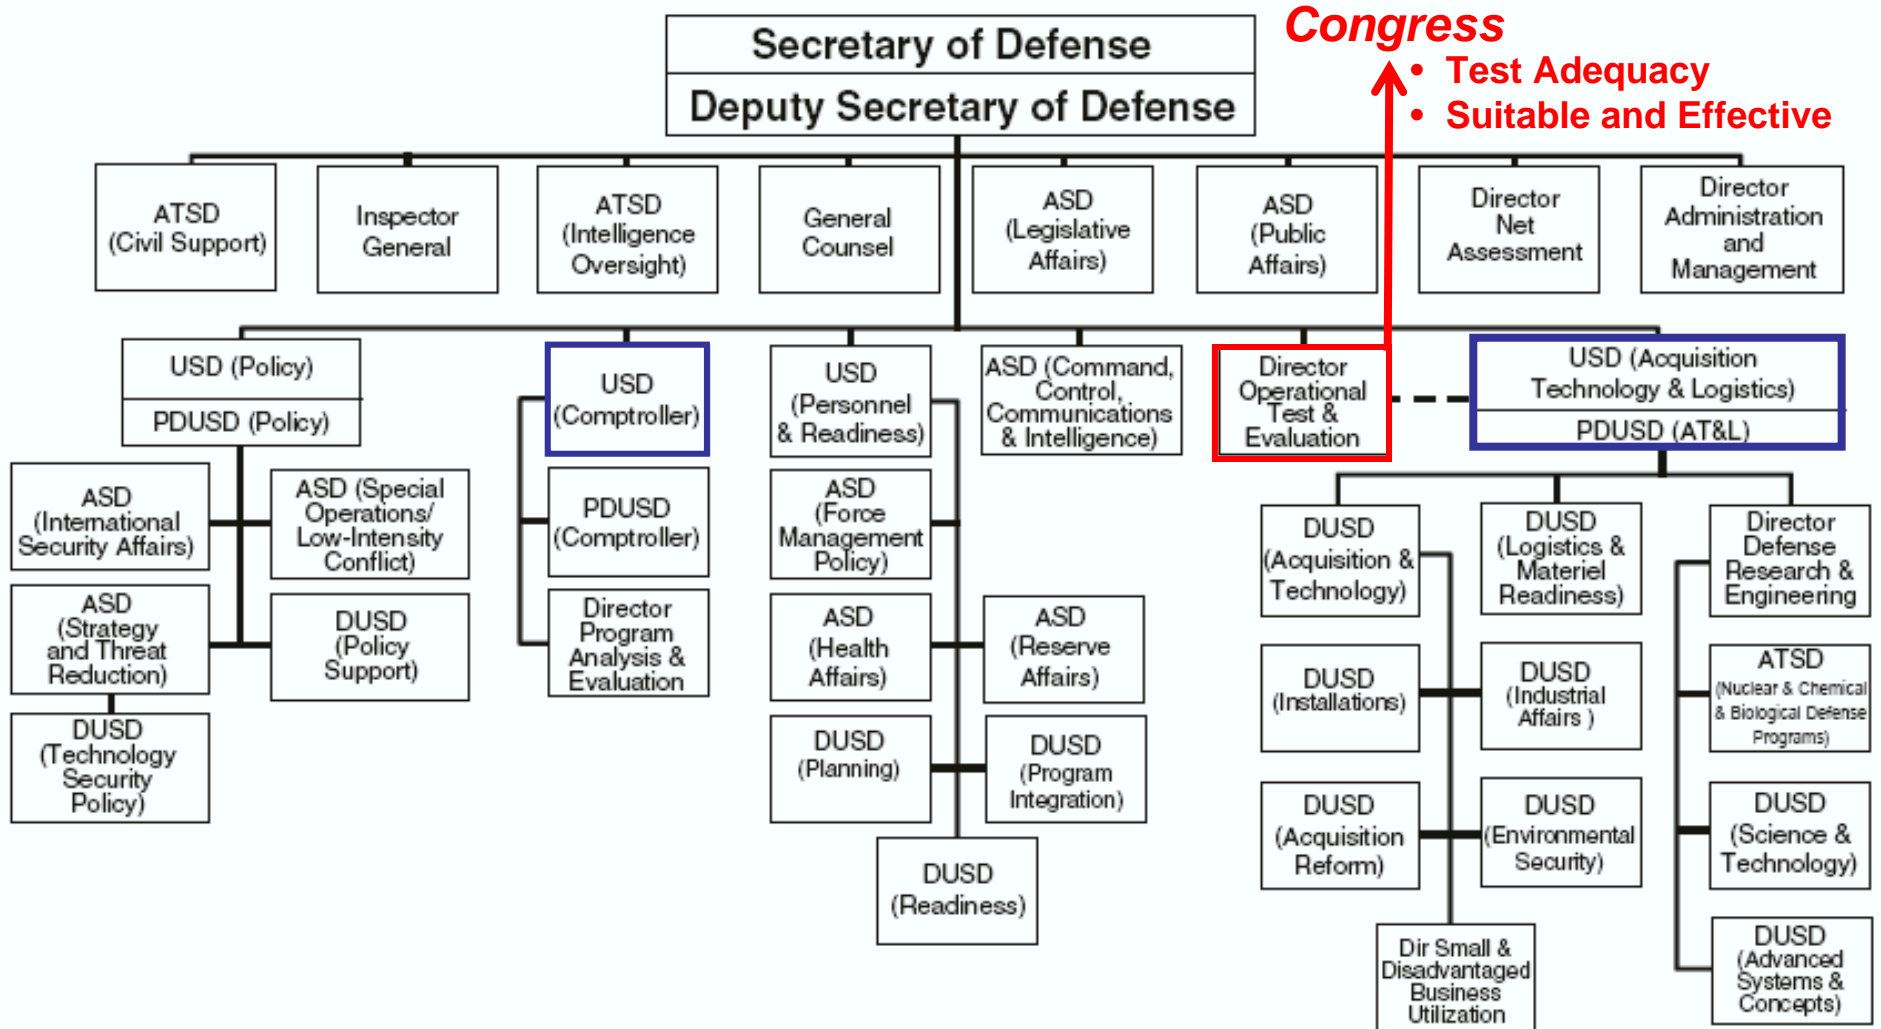 Secretary of Defense
Deputy Secretary of Defense
Congress
• Test Adequacy
• Suitable and Effective
ATSD
(Civil Support)
Inspector
General
ATSD
(Intelligence
Oversight)
General
Counsel
ASD
(Legislative
Affairs)
ASD
(Public
Affairs)
Director
Net
Assessment
Director
Administration
and
Management
USD (Policy)
PDUSD (Policy)
USD
(Comptroller)
USD
(Personnel
& Readiness)
ASD (Command,
Control,
Communications
& Intelligence)
Director
Operational
Test &
Evaluation
USD (Acquisition
Technology & Logistics)
PDUSD (AT&L)
ASD
(International
Security Affairs)
ASD (Special
Operations/
Low-Intensity
Conflict)
ASD
(Strategy
and Threat
Reduction)
DUSD
(Policy
Support)
DUSD
(Technology
Security
Policy)
PDUSD
(Comptroller)
Director
Program
Analysis &
Evaluation
ASD
(Force
Management
Policy)
ASD
(Health
Affairs)
ASD
(Reserve
Affairs)
DUSD
(Planning)
DUSD
(Program
Integration)
DUSD
(Readiness)
DUSD
(Acquisition &
Technology)
DUSD
(Logistics &
Materiel
Readiness)
Director
Defense
Research &
Engineering
DUSD
(Installations)
DUSD
(Industrial
Affairs )
ATSD
(Nuclear & Chemical
& Biological Defense
Programs)
DUSD
(Acquisition
Reform)
DUSD
(Environmental
Security)
DUSD
(Science &
Technology)
Dir Small &
Disadvantaged
Business
Utilization
DUSD
(Advanced
Systems &
Concepts)